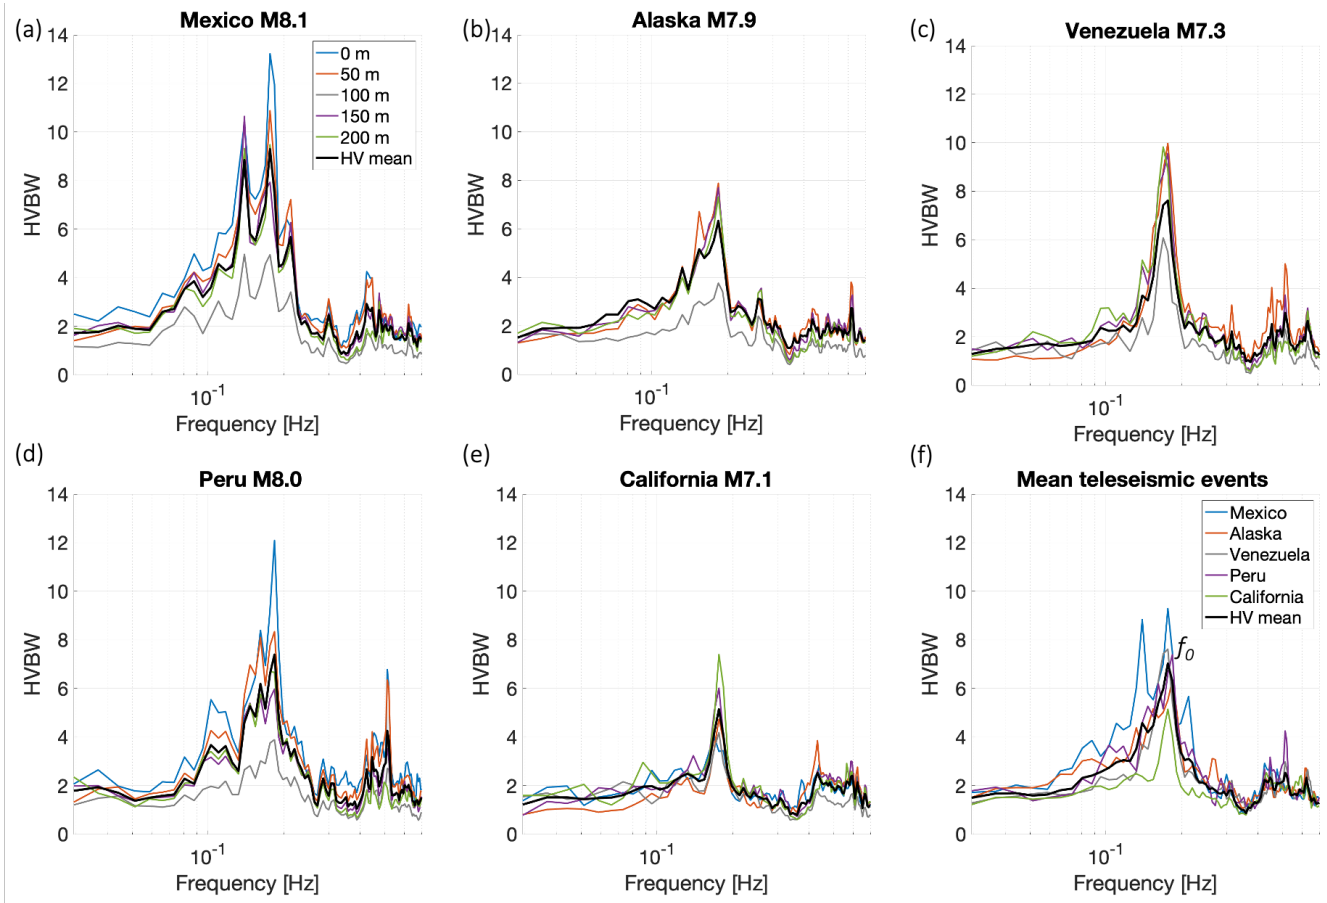 (a)
Mexico M8.1
14
12
10
8
6
4
2
0
HVBW
10-1
Frequency [Hz]
0 m
50 m
100 m
150 m
200 m
HV mean
(b)
Alaska M7.9
14
12
10
8
6
4
2
0
HVBW
10-1
Frequency [Hz]
(c)
Venezuela M7.3
14
12
10
8
6
4
2
0
HVBW
10-1
Frequency [Hz]
(d)
Peru M8.0
14
12
10
8
6
4
2
0
HVBW
10-1
Frequency [Hz]
(e)
California M7.1
14
12
10
8
6
4
2
0
HVBW
10-1
Frequency [Hz]
(f)
Mean teleseismic events
14
12
10
8
6
4
2
0
HVBW
10-1
Frequency [Hz]
Mexico
Alaska
Venezuela
Peru
California
HV mean
f0